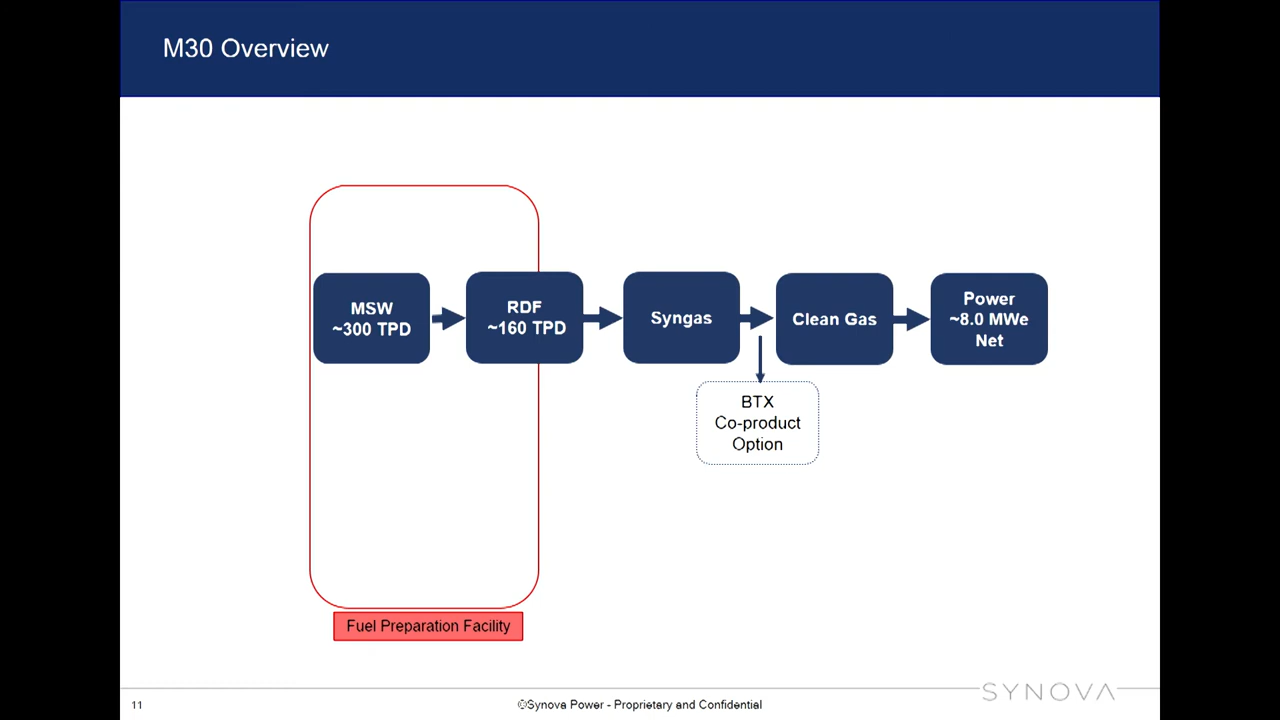 M30 Overview
MSW
~300 TPD
RDF
~160 TPD
Syngas
Clean Gas
Power
~8.0 MWe
Net
BTX
Co-product
Option
Fuel Preparation Facility
SYNOVA
11
©Synova Power - Proprietary and Confidential